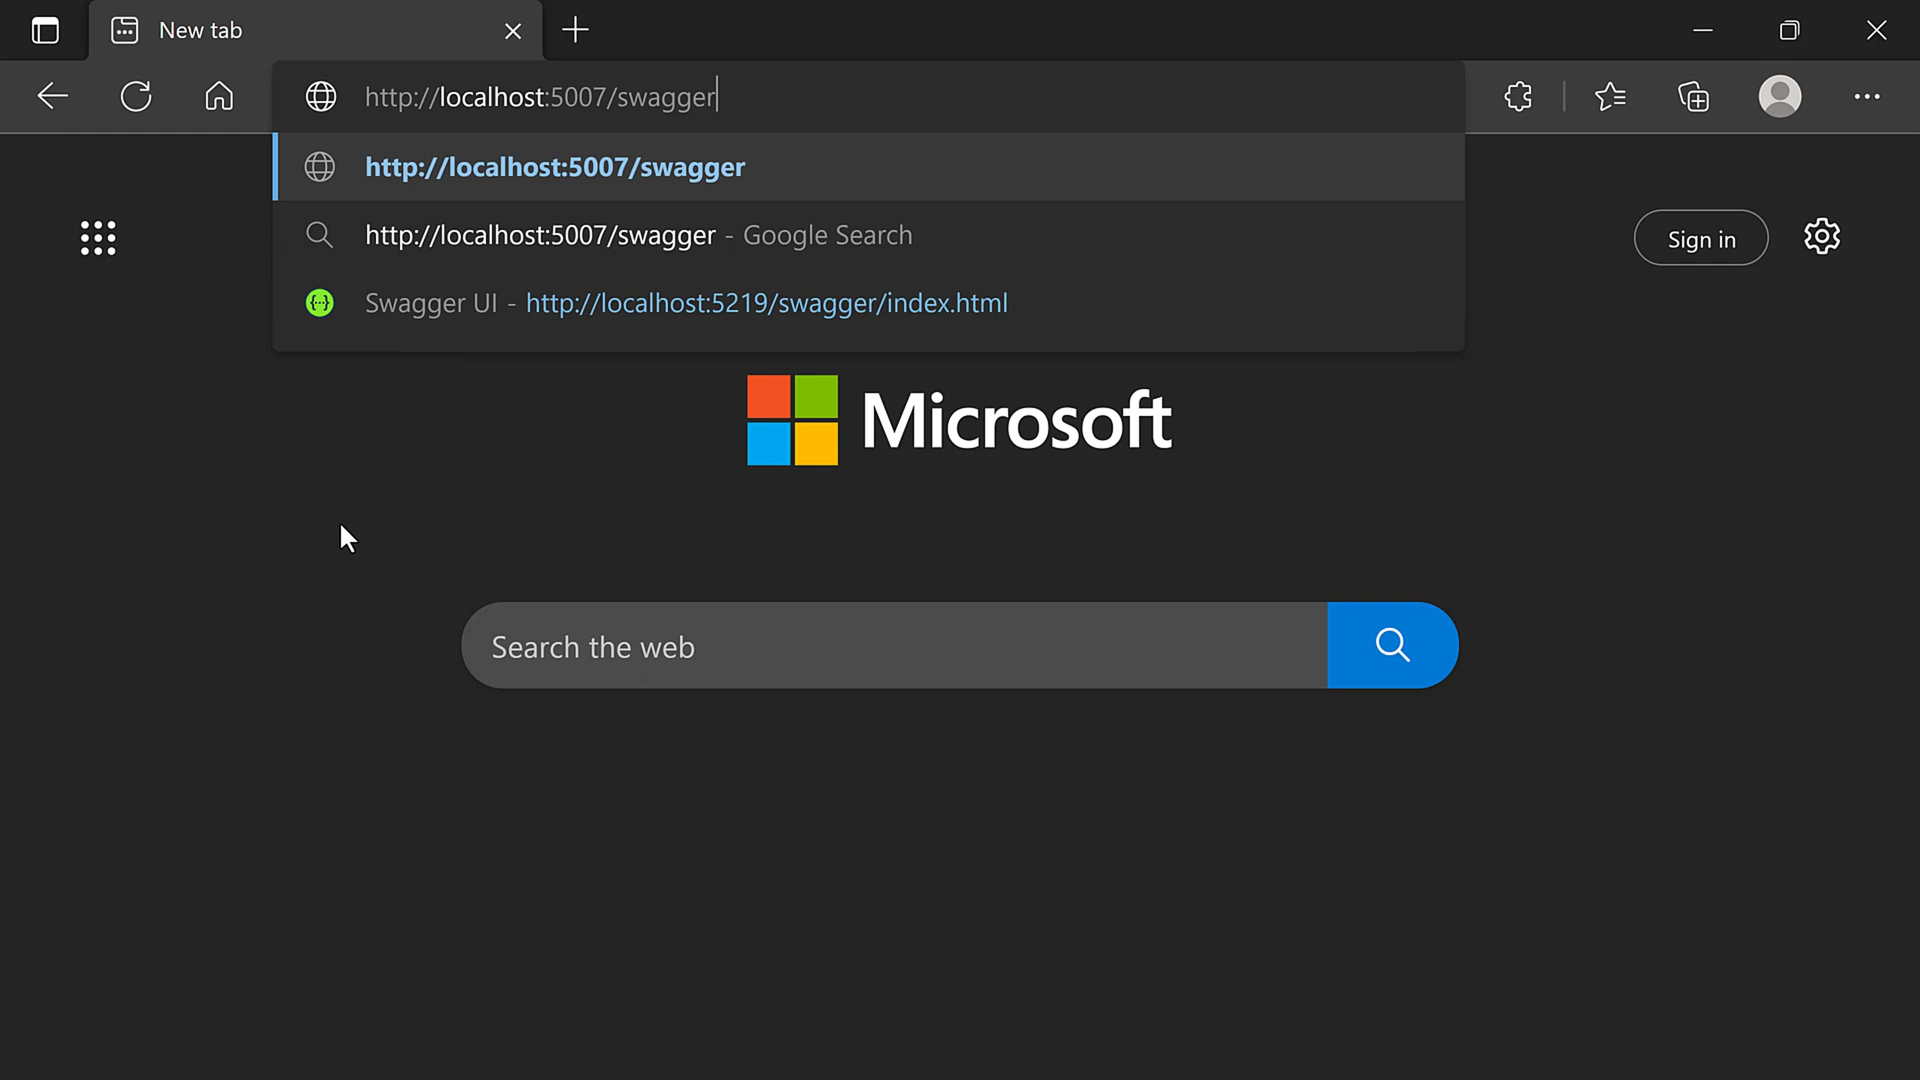 New tab
http://localhost:5007/swagger
http://localhost:5007/swagger
http://localhost:5007/swagger - Google Search
Swagger UI - http://localhost:5219/swagger/index.html
Sign in
Microsoft
Search the web